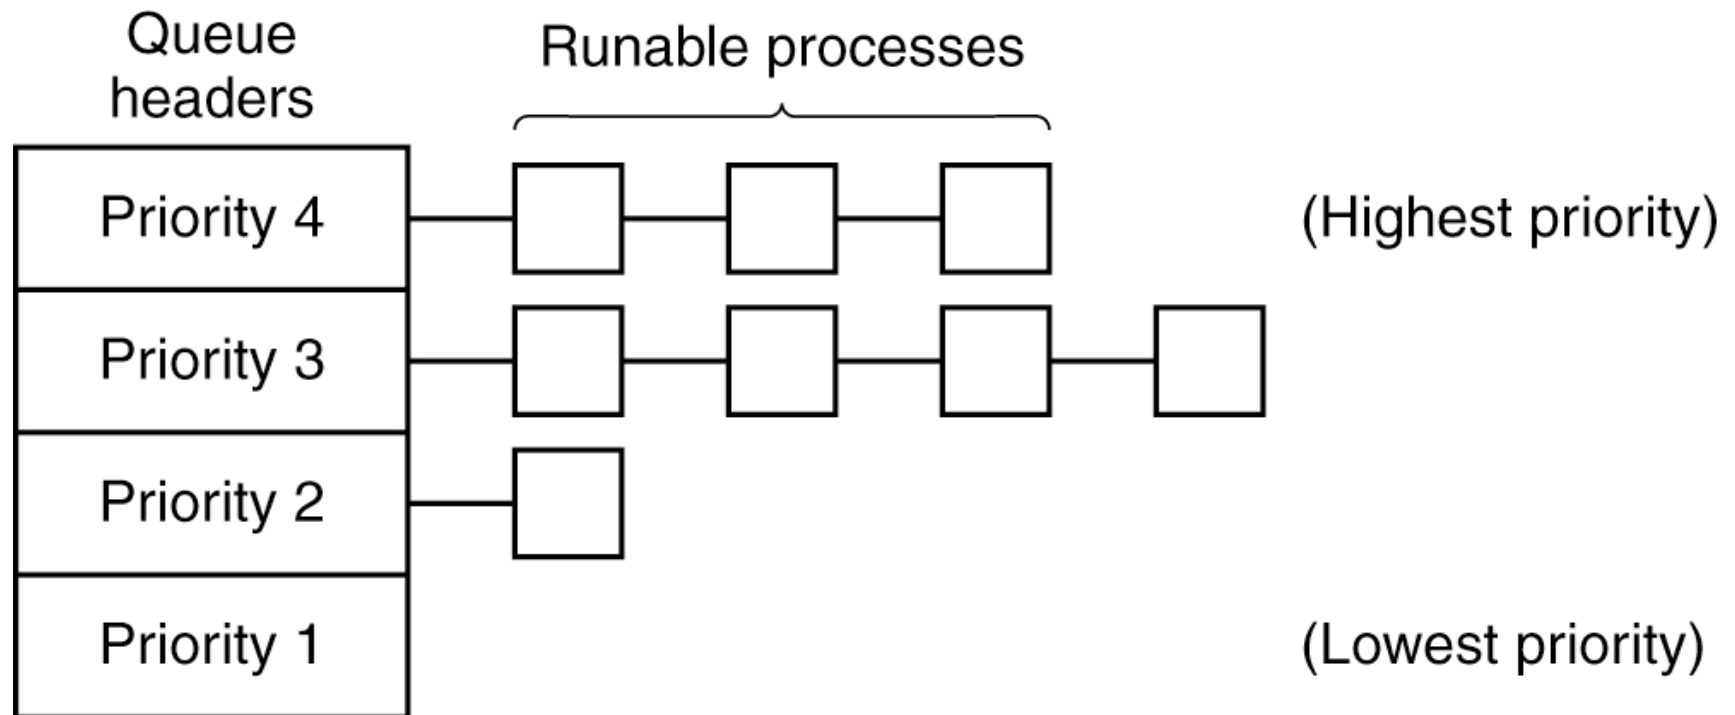 Queue
headers
Runable processes
Priority 4
(Highest priority)
Priority 3
Priority 2
Priority 1
(Lowest priority)